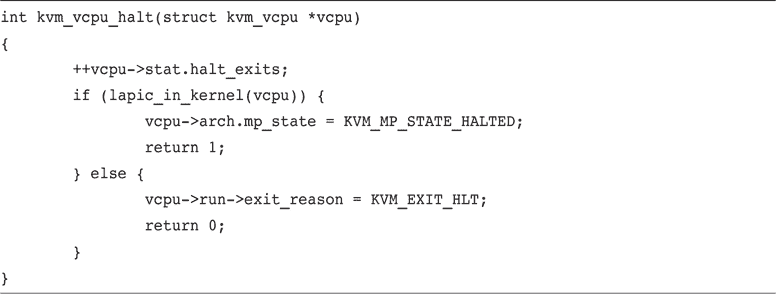 int kvm_vcpu_halt(struct kvm_vcpu *vcpu)
{
        ++vcpu->stat.halt_exits;
        if (lapic_in_kernel(vcpu)) {
                vcpu->arch.mp_state = KVM_MP_STATE_HALTED;
                return 1;
        } else {
                vcpu->run->exit_reason = KVM_EXIT_HLT;
                return 0;
        }
}